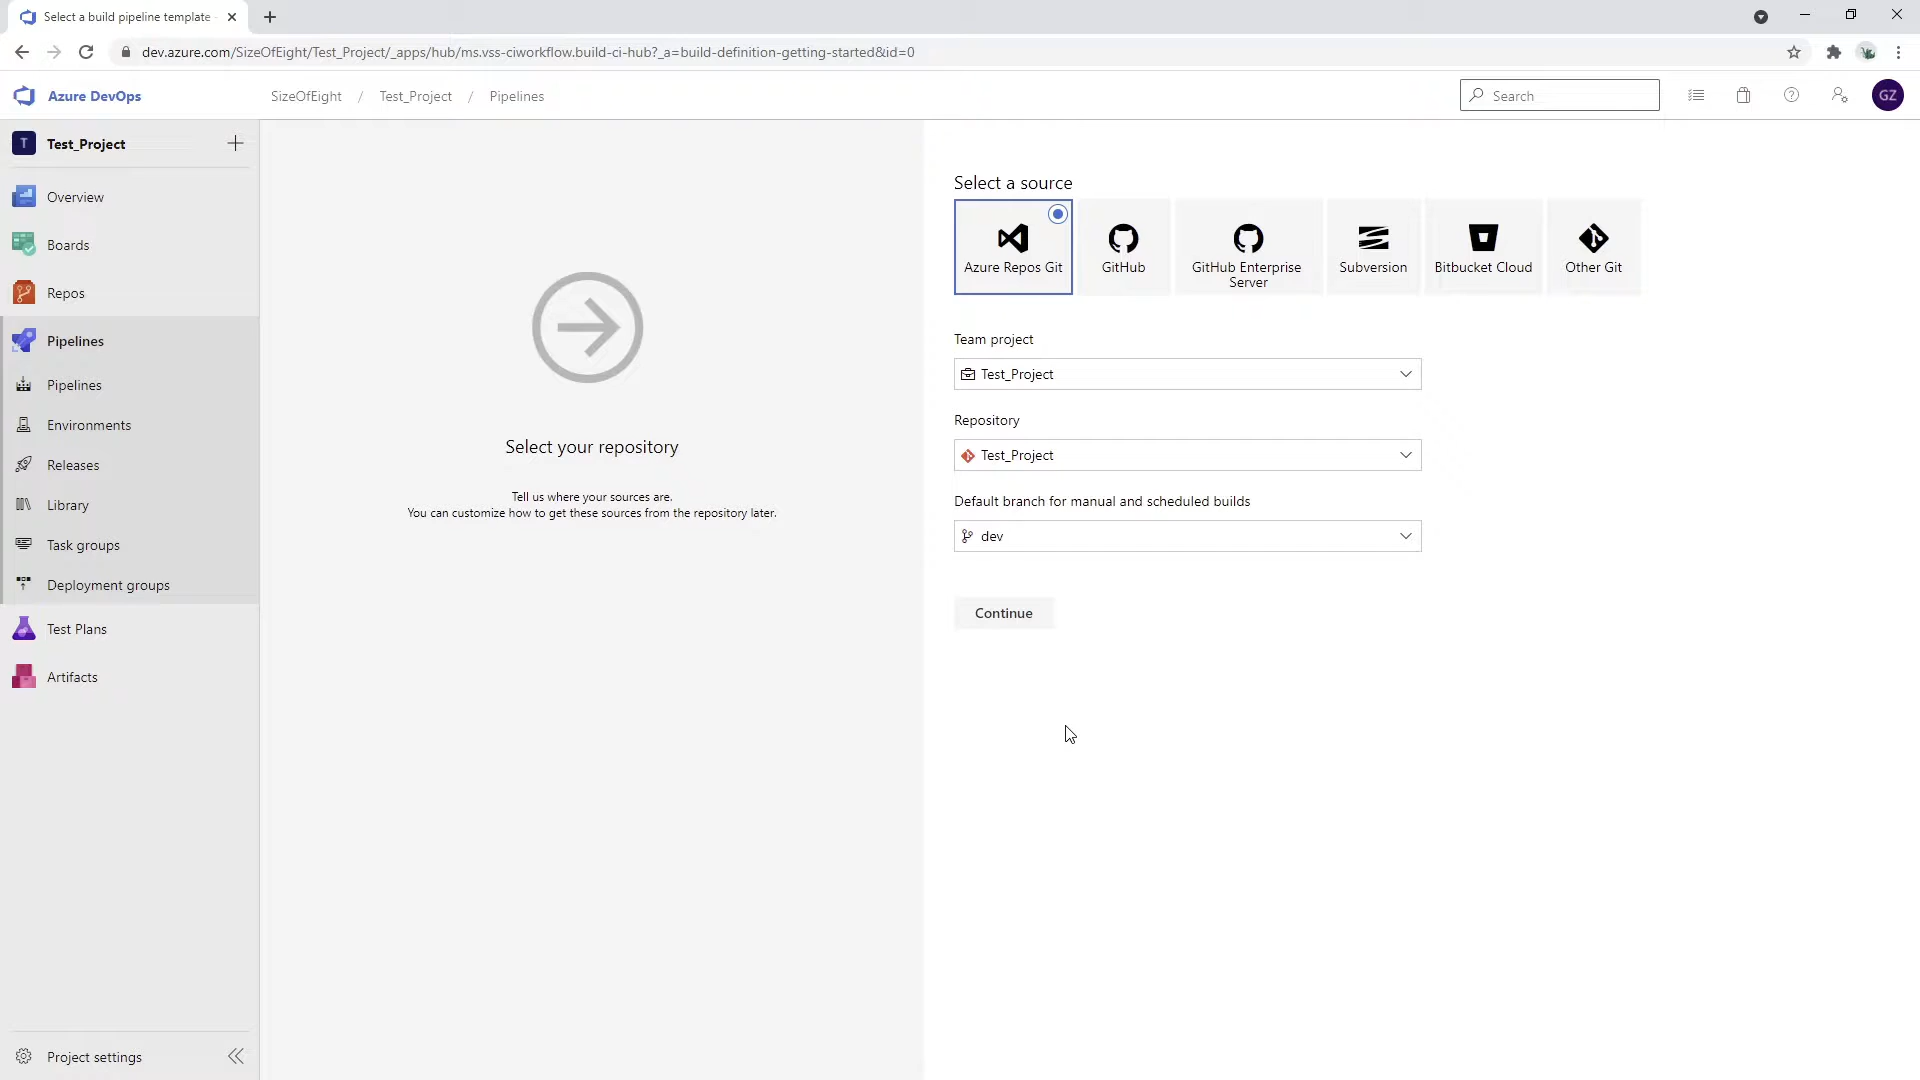 Select a build pipeline template -
dev.azure.com/SizeOfEight/Test_Project/_apps/hub/ms.vss-ciworkflow.build-ci-hub?_a=build-definition-getting-started&id=0
Azure DevOps
SizeOfEight / Test_Project / Pipelines
Search
GZ
T Test_Project
Overview
Boards
Repos
Pipelines
Pipelines
Environments
Releases
Library
Task groups
Deployment groups
Test Plans
Artifacts
Project settings
Select your repository
Tell us where your sources are.
You can customize how to get these sources from the repository later.
Select a source
Azure Repos Git
GitHub
GitHub Enterprise
Server
Subversion
Bitbucket Cloud
Other Git
Team project
Test_Project
Repository
Test_Project
Default branch for manual and scheduled builds
dev
Continue